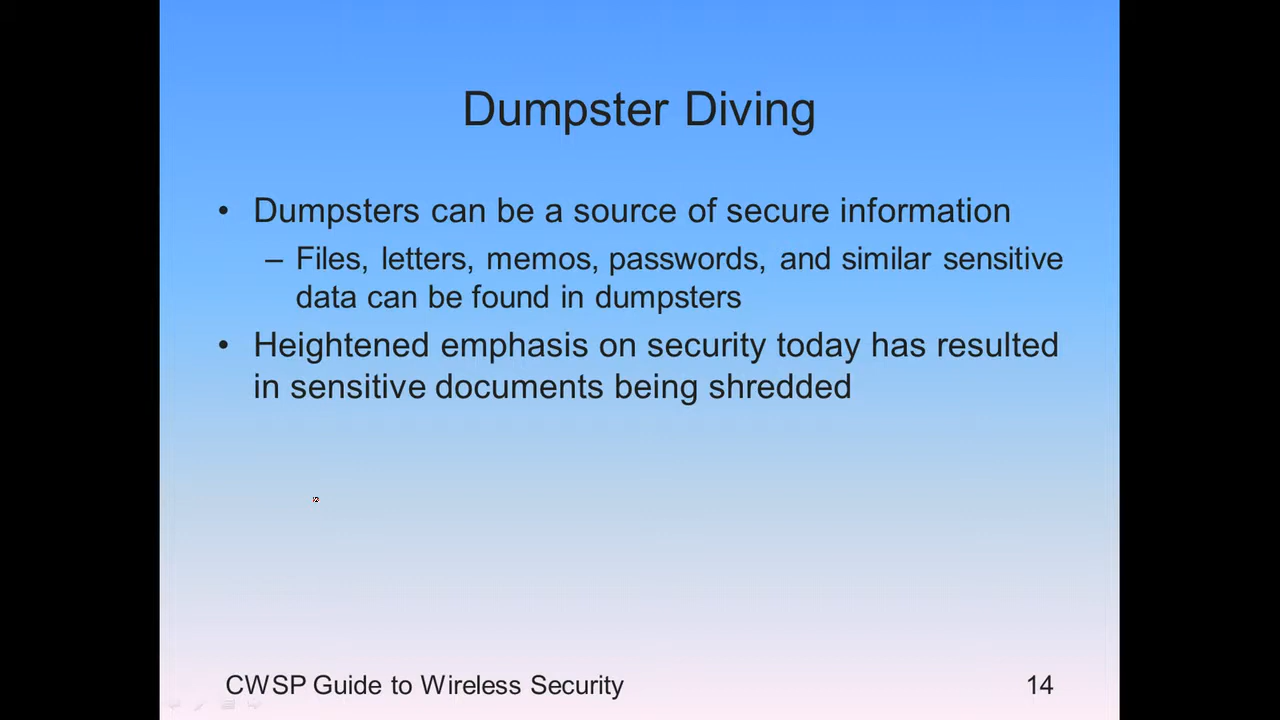 Dumpster Diving
• Dumpsters can be a source of secure information
– Files, letters, memos, passwords, and similar sensitive
data can be found in dumpsters
• Heightened emphasis on security today has resulted
in sensitive documents being shredded
CWSP Guide to Wireless Security
14